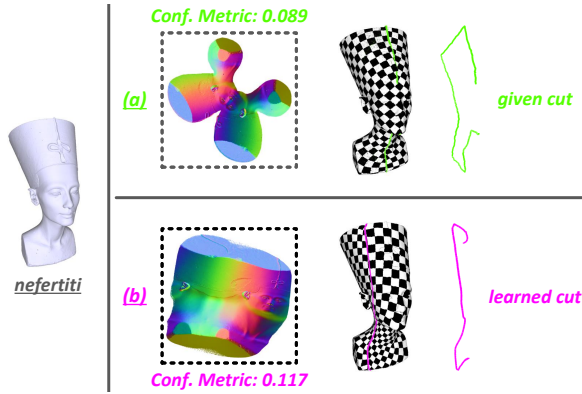 Conf. Metric: 0.089
(a)
given cut
nefertiti
(b)
learned cut
Conf. Metric: 0.117